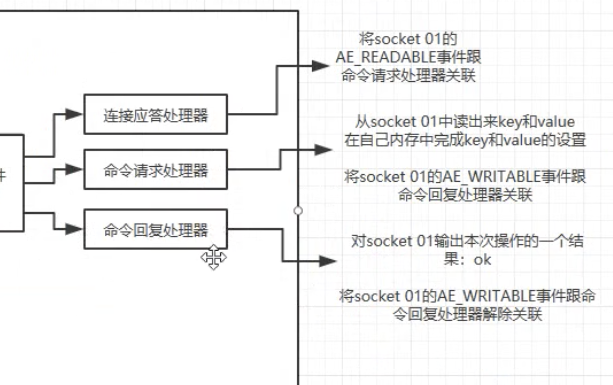 将socket 01的
AE_READABLE事件跟
命令请求处理器关联
连接应答处理器
从socket 01中读出来key和value
在自己内存中完成key和value的设置
件
命令请求处理器
将socket 01的AE_WRITABLE事件跟
命令回复处理器关联
命令回复处理器
对socket 01输出本次操作的一个结
果：ok
将socket 01的AE_WRITABLE事件跟命
令回复处理器解除关联